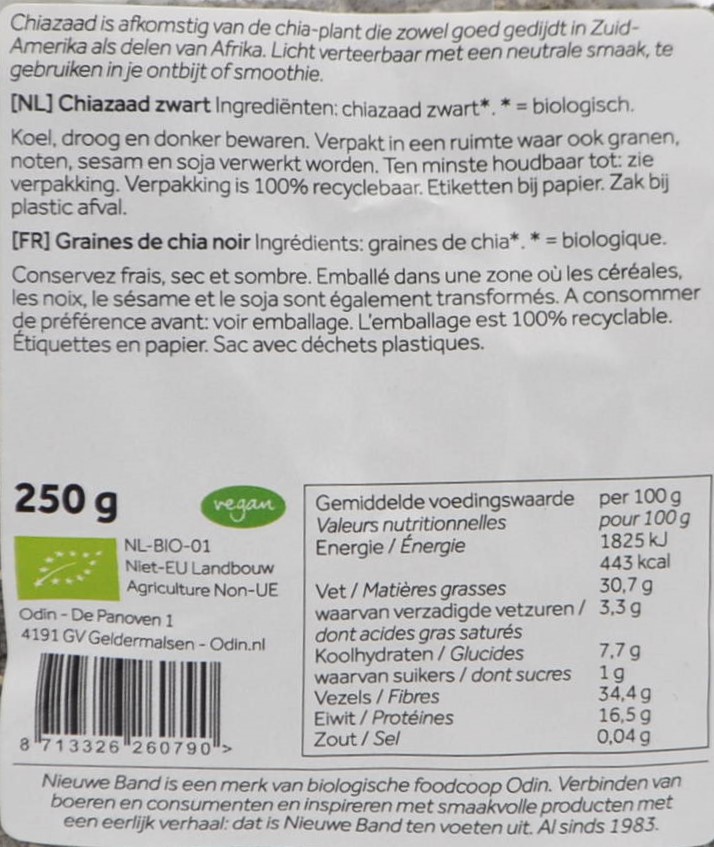 Chiazaad is afkomstig van de chia-plant die zowel goed gedijdt in Zuid-
Amerika als delen van Afrika. Licht verteerbaar met een neutrale smaak, te
gebruiken in je ontbijt of smoothie.
[NL] Chiazaad zwart Ingrediënten: chiazaad zwart*. * = biologisch.
Koel, droog en donker bewaren. Verpakt in een ruimte waar ook granen,
noten, sesam en soja verwerkt worden. Ten minste houdbaar tot: zie
verpakking. Verpakking is 100% recyclebaar. Etiketten bij papier. Zak bij
plastic afval.
[FR] Graines de chia noir Ingrédients: graines de chia*. * = biologique.
Conservez frais, sec et sombre. Emballé dans une zone où les céréales,
les noix, le sésame et le soja sont également transformés. A consommer
de préférence avant: voir emballage. L'emballage est 100% recyclable.
Étiquettes en papier. Sac avec déchets plastiques.
250 g
vegan
NL-BIO-01
Niet-EU Landbouw
Agriculture Non-UE
Odin - De Panoven 1
4191 GV Geldermalsen - Odin.nl
8 713326 260790 >
Gemiddelde voedingswaarde per 100 g
Valeurs nutritionnelles pour 100 g
Energie / Énergie 1825 kJ
443 kcal
Vet / Matières grasses 30,7 g
waarvan verzadigde vetzuren / 3,3 g
dont acides gras saturés
Koolhydraten / Glucides 7,7 g
waarvan suikers / dont sucres 1 g
Vezels / Fibres 34,4 g
Eiwit / Protéines 16,5 g
Zout / Sel 0,04 g
Nieuwe Band is een merk van biologische foodcoop Odin. Verbinden van
boeren en consumenten en inspireren met smaakvolle producten met
een eerlijk verhaal: dat is Nieuwe Band ten voeten uit. Al sinds 1983.